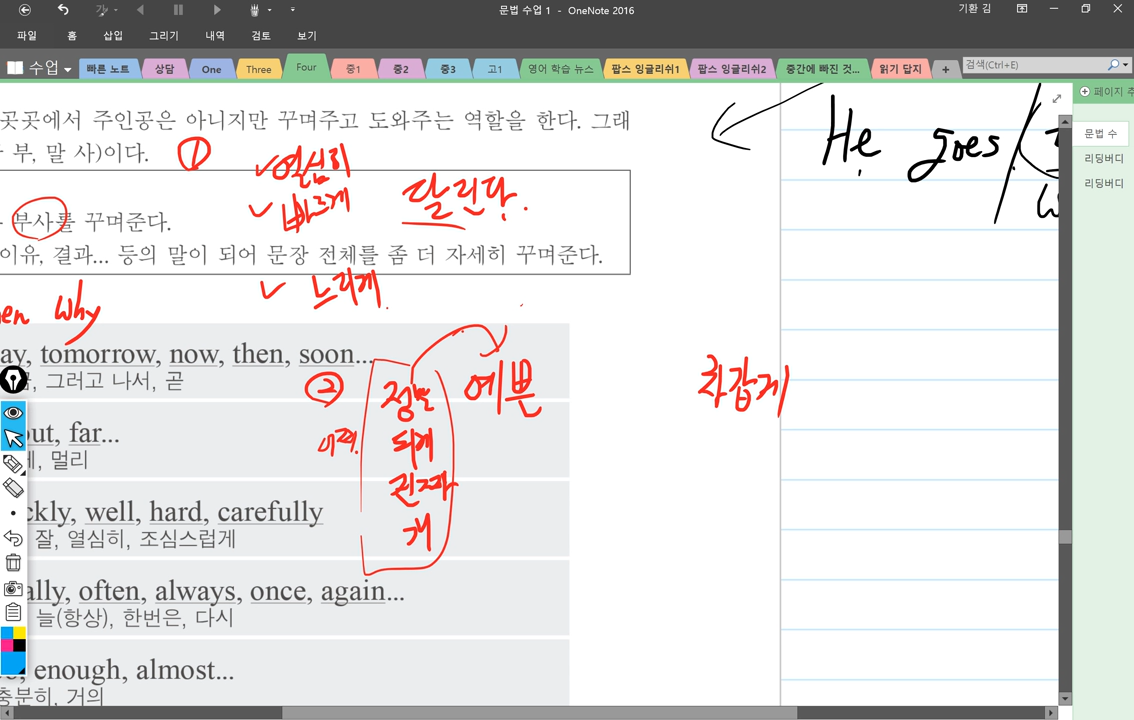 문법 수업 1 - OneNote 2016
기환 김
파일 홈 삽입 그리기 내역 검토 보기
수업 빠른 노트 상담 One Three Four 중1 중2 중3 고1 영어 학습 뉴스 팝스 잉글리쉬1 팝스 잉글리쉬2 중간에 빠진 것... 읽기 답지 + 검색(Ctrl+E)
페이지 추
문법 수
리딩버디
리딩버디
곳곳에서 주인공은 아니지만 꾸며주고 도와주는 역할을 한다. 그래
부, 말 사)이다.
①
열심히
빠르게
달린다.
부사를 꾸며준다.
이유, 결과... 등의 말이 되어 문장 전체를 좀 더 자세히 꾸며준다.
느리게
why
He goes
ay, tomorrow, now, then, soon...
그러고 나서, 곧
②
정말
예쁜
되게
차갑게
개
out, far...
에, 멀리
ckly, well, hard, carefully
잘, 열심히, 조심스럽게
ally, often, always, once, again...
늘(항상), 한번은, 다시
enough, almost...
충분히, 거의